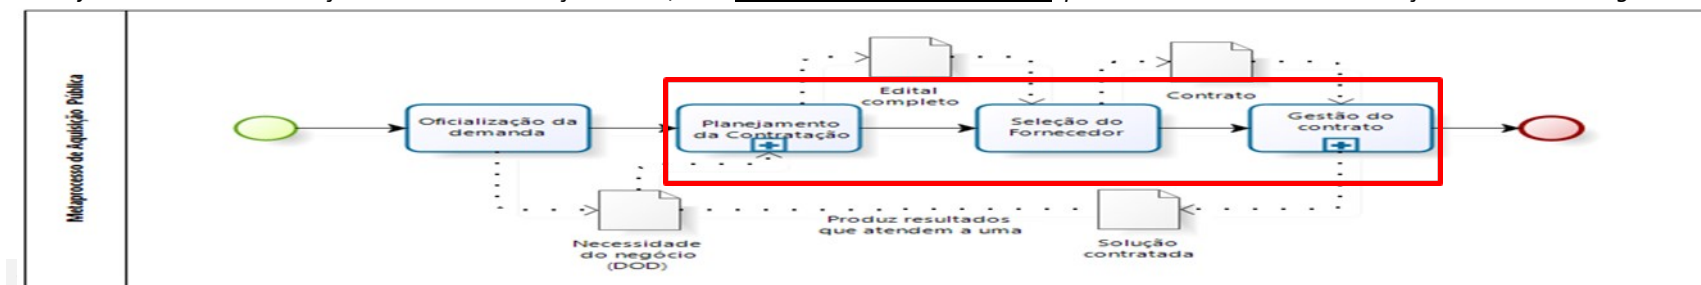 Metaprocesso de Aquisição Pública
Oficialização da
demanda
Planejamento
da Contratação
Edital
completo
Seleção do
Fornecedor
Contrato
Gestão do
contrato
Necessidade
do negócio
(DOD)
Produz resultados
que atendem a uma
Solução
contratada